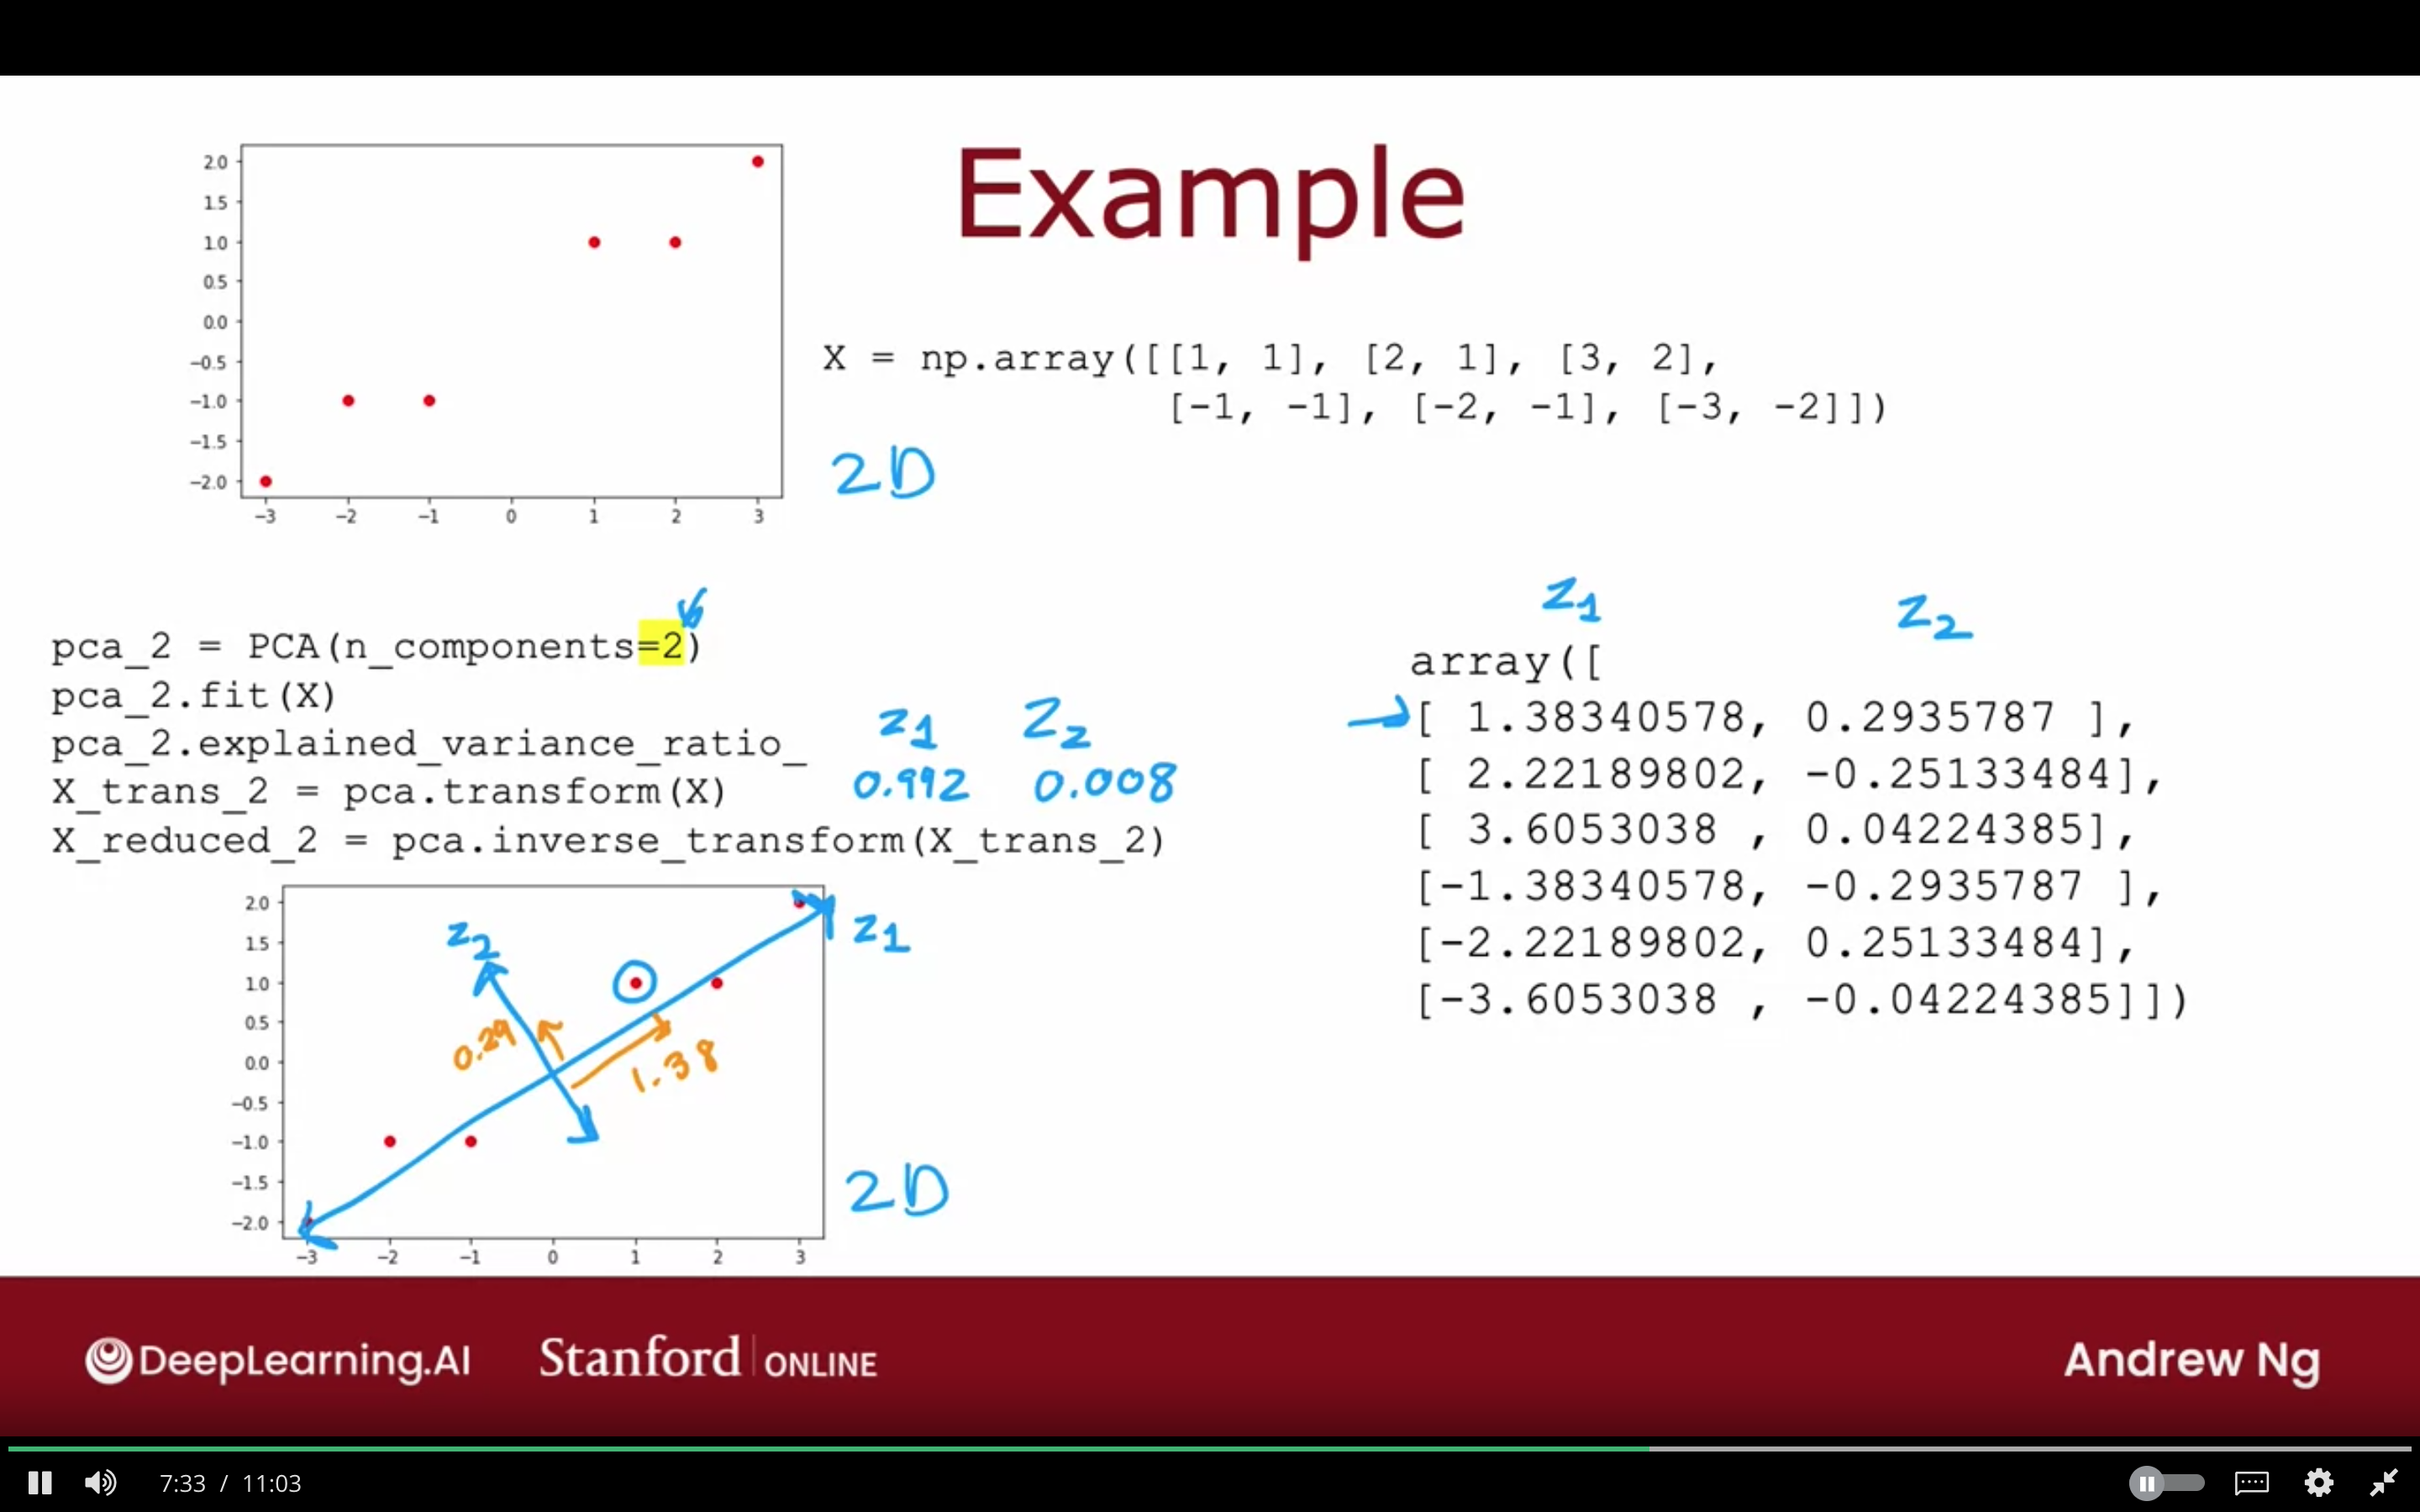 Example
2.0
1.5
1.0
0.5
0.0
−0.5
−1.0
−1.5
−2.0
−3 −2 −1 0 1 2 3
X = np.array([[1, 1], [2, 1], [3, 2],
[-1, -1], [-2, -1], [-3, -2]])
2D
pca_2 = PCA(n_components=2)
pca_2.fit(X)
pca_2.explained_variance_ratio_
X_trans_2 = pca.transform(X)
X_reduced_2 = pca.inverse_transform(X_trans_2)
z1 z2
0.992 0.008
z1 z2
array([
[ 1.38340578, 0.2935787 ],
[ 2.22189802, -0.25133484],
[ 3.6053038 , 0.04224385],
[-1.38340578, -0.2935787 ],
[-2.22189802, 0.25133484],
[-3.6053038 , -0.04224385]])
2.0
1.5
1.0
0.5
0.0
−0.5
−1.0
−1.5
−2.0
−3 −2 −1 0 1 2 3
z2
z1
0.29
1.38
2D
DeepLearning.AI Stanford ONLINE Andrew Ng
7:33 / 11:03